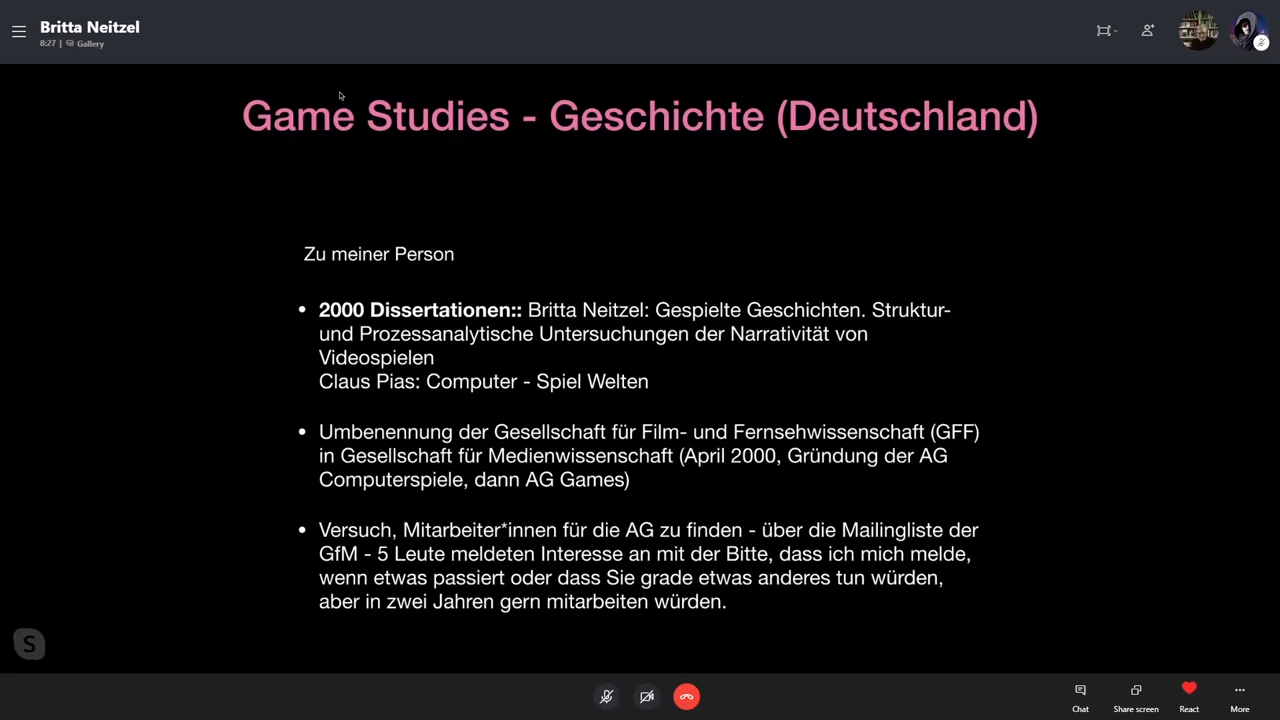 Britta Neitzel
8:27 | Gallery
Game Studies - Geschichte (Deutschland)
Zu meiner Person
• 2000 Dissertationen:: Britta Neitzel: Gespielte Geschichten. Struktur-
und Prozessanalytische Untersuchungen der Narrativität von
Videospielen
Claus Pias: Computer - Spiel Welten
• Umbenennung der Gesellschaft für Film- und Fernsehwissenschaft (GFF)
in Gesellschaft für Medienwissenschaft (April 2000, Gründung der AG
Computerspiele, dann AG Games)
• Versuch, Mitarbeiter*innen für die AG zu finden - über die Mailingliste der
GfM - 5 Leute meldeten Interesse an mit der Bitte, dass ich mich melde,
wenn etwas passiert oder dass Sie grade etwas anderes tun würden,
aber in zwei Jahren gern mitarbeiten würden.
S
Chat
Share screen
React
More